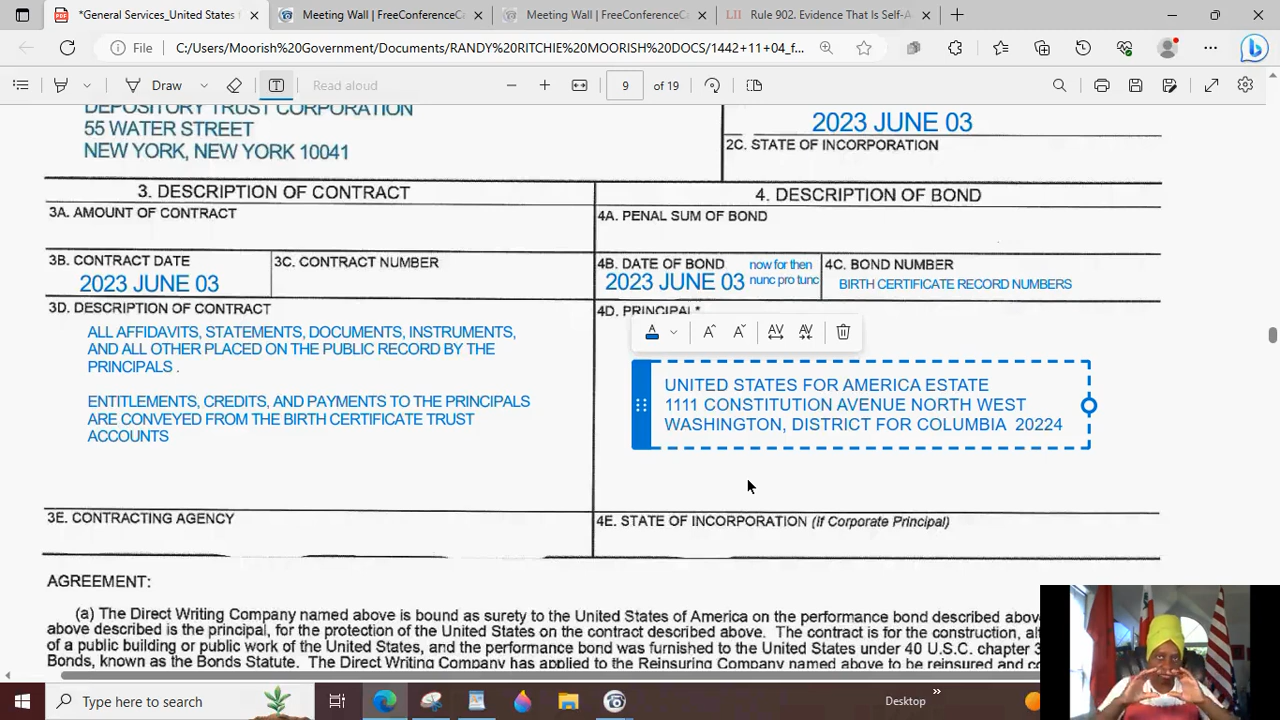 *General Services_United States
Meeting Wall | FreeConferenceCa
Meeting Wall | FreeConferenceCa
LII Rule 902. Evidence That Is Self-A
File C:/Users/Moorish%20Government/Documents/RANDY%20RITCHIE%20MOORISH%20DOCS/1442+11+04_f...
Draw Read aloud 9 of 19
DEPOSITORY TRUST CORPORATION
55 WATER STREET
NEW YORK, NEW YORK 10041
2023 JUNE 03
2C. STATE OF INCORPORATION
3. DESCRIPTION OF CONTRACT
4. DESCRIPTION OF BOND
3A. AMOUNT OF CONTRACT
4A. PENAL SUM OF BOND
3B. CONTRACT DATE
2023 JUNE 03
3C. CONTRACT NUMBER
4B. DATE OF BOND
2023 JUNE 03
now for then
nunc pro tunc
4C. BOND NUMBER
BIRTH CERTIFICATE RECORD NUMBERS
3D. DESCRIPTION OF CONTRACT
ALL AFFIDAVITS, STATEMENTS, DOCUMENTS, INSTRUMENTS,
AND ALL OTHER PLACED ON THE PUBLIC RECORD BY THE
PRINCIPALS .
ENTITLEMENTS, CREDITS, AND PAYMENTS TO THE PRINCIPALS
ARE CONVEYED FROM THE BIRTH CERTIFICATE TRUST
ACCOUNTS
4D. PRINCIPAL*
UNITED STATES FOR AMERICA ESTATE
1111 CONSTITUTION AVENUE NORTH WEST
WASHINGTON, DISTRICT FOR COLUMBIA 20224
3E. CONTRACTING AGENCY
4E. STATE OF INCORPORATION (If Corporate Principal)
AGREEMENT:
(a) The Direct Writing Company named above is bound as surety to the United States of America on the performance bond described abov
above described is the principal, for the protection of the United States on the contract described above. The contract is for the construction, alt
of a public building or public work of the United States, and the performance bond was furnished to the United States under 40 U.S.C. chapter 3
Bonds, known as the Bonds Statute. The Direct Writing Company has applied to the Reinsuring Company named above to be reinsured and co
Type here to search
Desktop